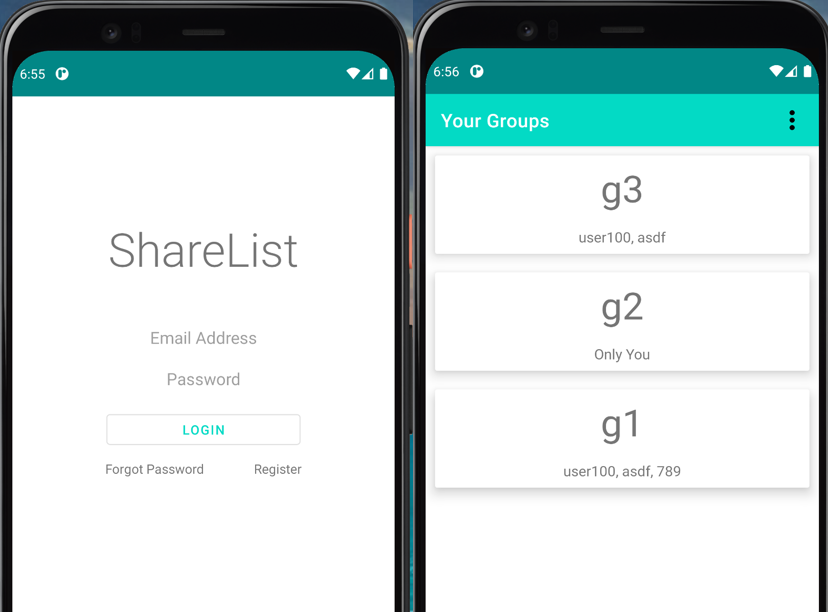 6:55
ShareList
Email Address
Password
LOGIN
Forgot Password Register
6:56
Your Groups
g3
user100, asdf
g2
Only You
g1
user100, asdf, 789